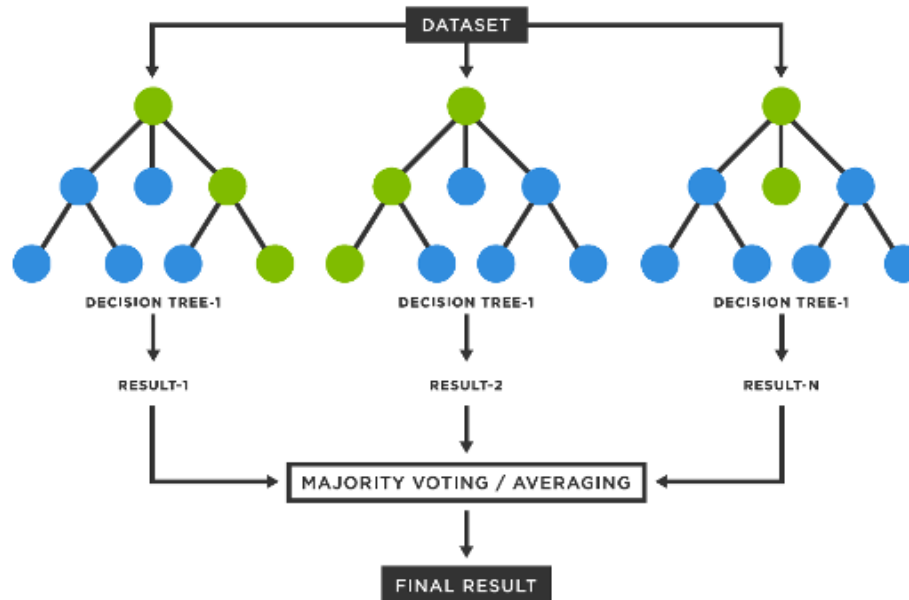 DATASET
DECISION TREE-1
DECISION TREE-1
DECISION TREE-1
RESULT-1
RESULT-2
RESULT-N
MAJORITY VOTING / AVERAGING
FINAL RESULT